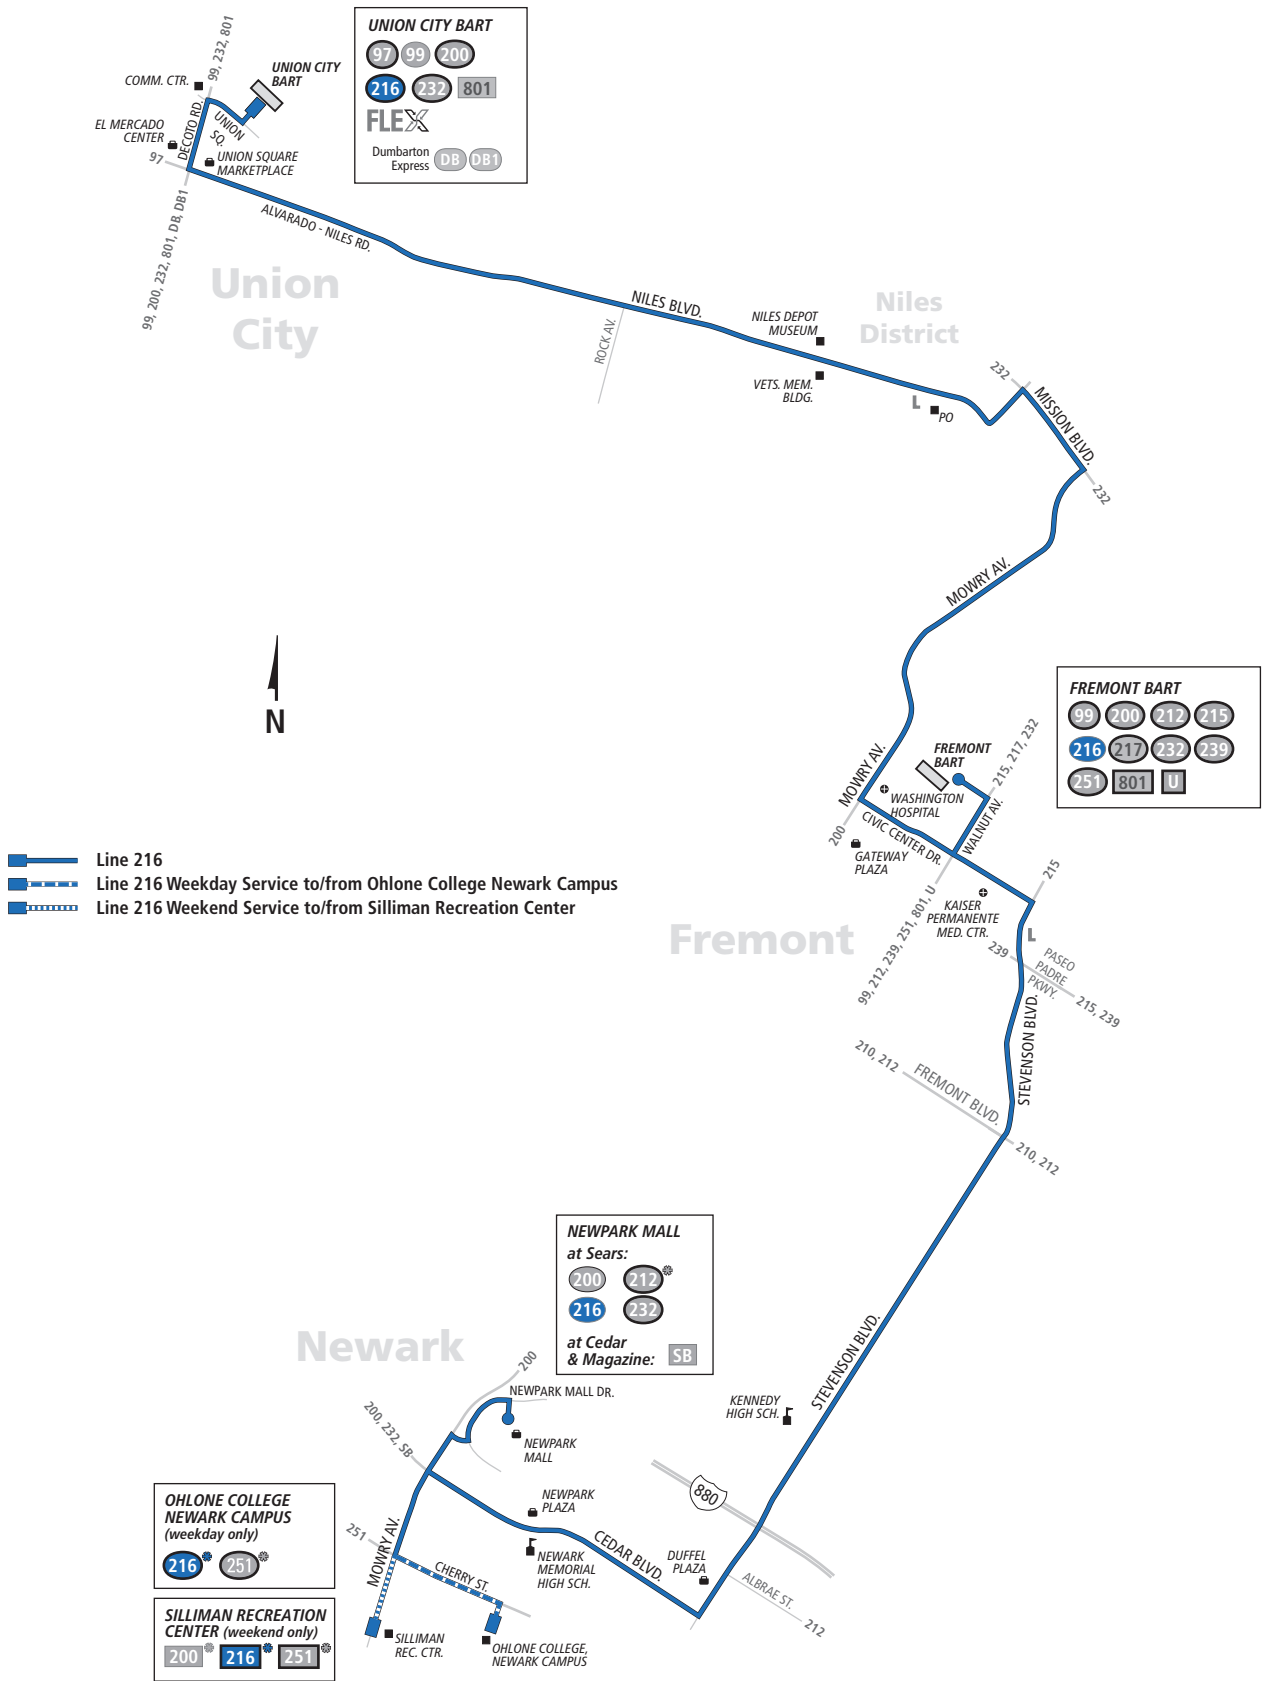 UNION CITY BART
97 99 200
216 232 801
FLEX
Dumbarton
Express DB DB1
99, 232, 801
COMM. CTR.
UNION CITY
BART
EL MERCADO
CENTER
DECOTO RD.
UNION
SQ.
UNION SQUARE
MARKETPLACE
97
99, 200, 232, 801, DB, DB1
ALVARADO - NILES RD.
Union
City
NILES BLVD.
ROCK AV.
Niles
District
NILES DEPOT
MUSEUM
VETS. MEM.
BLDG.
L
PO
232
MISSION BLVD.
232
MOWRY AV.
N
FREMONT BART
99 200 212 215
216 217 232 239
251 801 U
FREMONT
BART
215, 217, 232
MOWRY AV.
WASHINGTON
HOSPITAL
WALNUT AV.
200
CIVIC CENTER DR.
GATEWAY
PLAZA
Line 216
Line 216 Weekday Service to/from Ohlone College Newark Campus
Line 216 Weekend Service to/from Silliman Recreation Center
215
KAISER
PERMANENTE
MED. CTR.
99, 212, 239, 251, 801, U
Fremont
L
239
PASEO
PADRE
PKWY.
215, 239
STEVENSON BLVD.
210, 212
FREMONT BLVD.
210, 212
NEWPARK MALL
at Sears:
200 212
216 232
at Cedar
& Magazine: SB
Newark
200
NEWPARK MALL DR.
STEVENSON BLVD.
KENNEDY
HIGH SCH.
200, 232, SB
NEWPARK
MALL
880
OHLONE COLLEGE
NEWARK CAMPUS
(weekday only)
216 251
NEWPARK
PLAZA
251
MOWRY AV.
CEDAR BLVD.
NEWARK
MEMORIAL
HIGH SCH.
DUFFEL
PLAZA
CHERRY ST.
ALBRAE ST.
212
SILLIMAN RECREATION
CENTER (weekend only)
200 216 251
SILLIMAN
REC. CTR.
OHLONE COLLEGE,
NEWARK CAMPUS